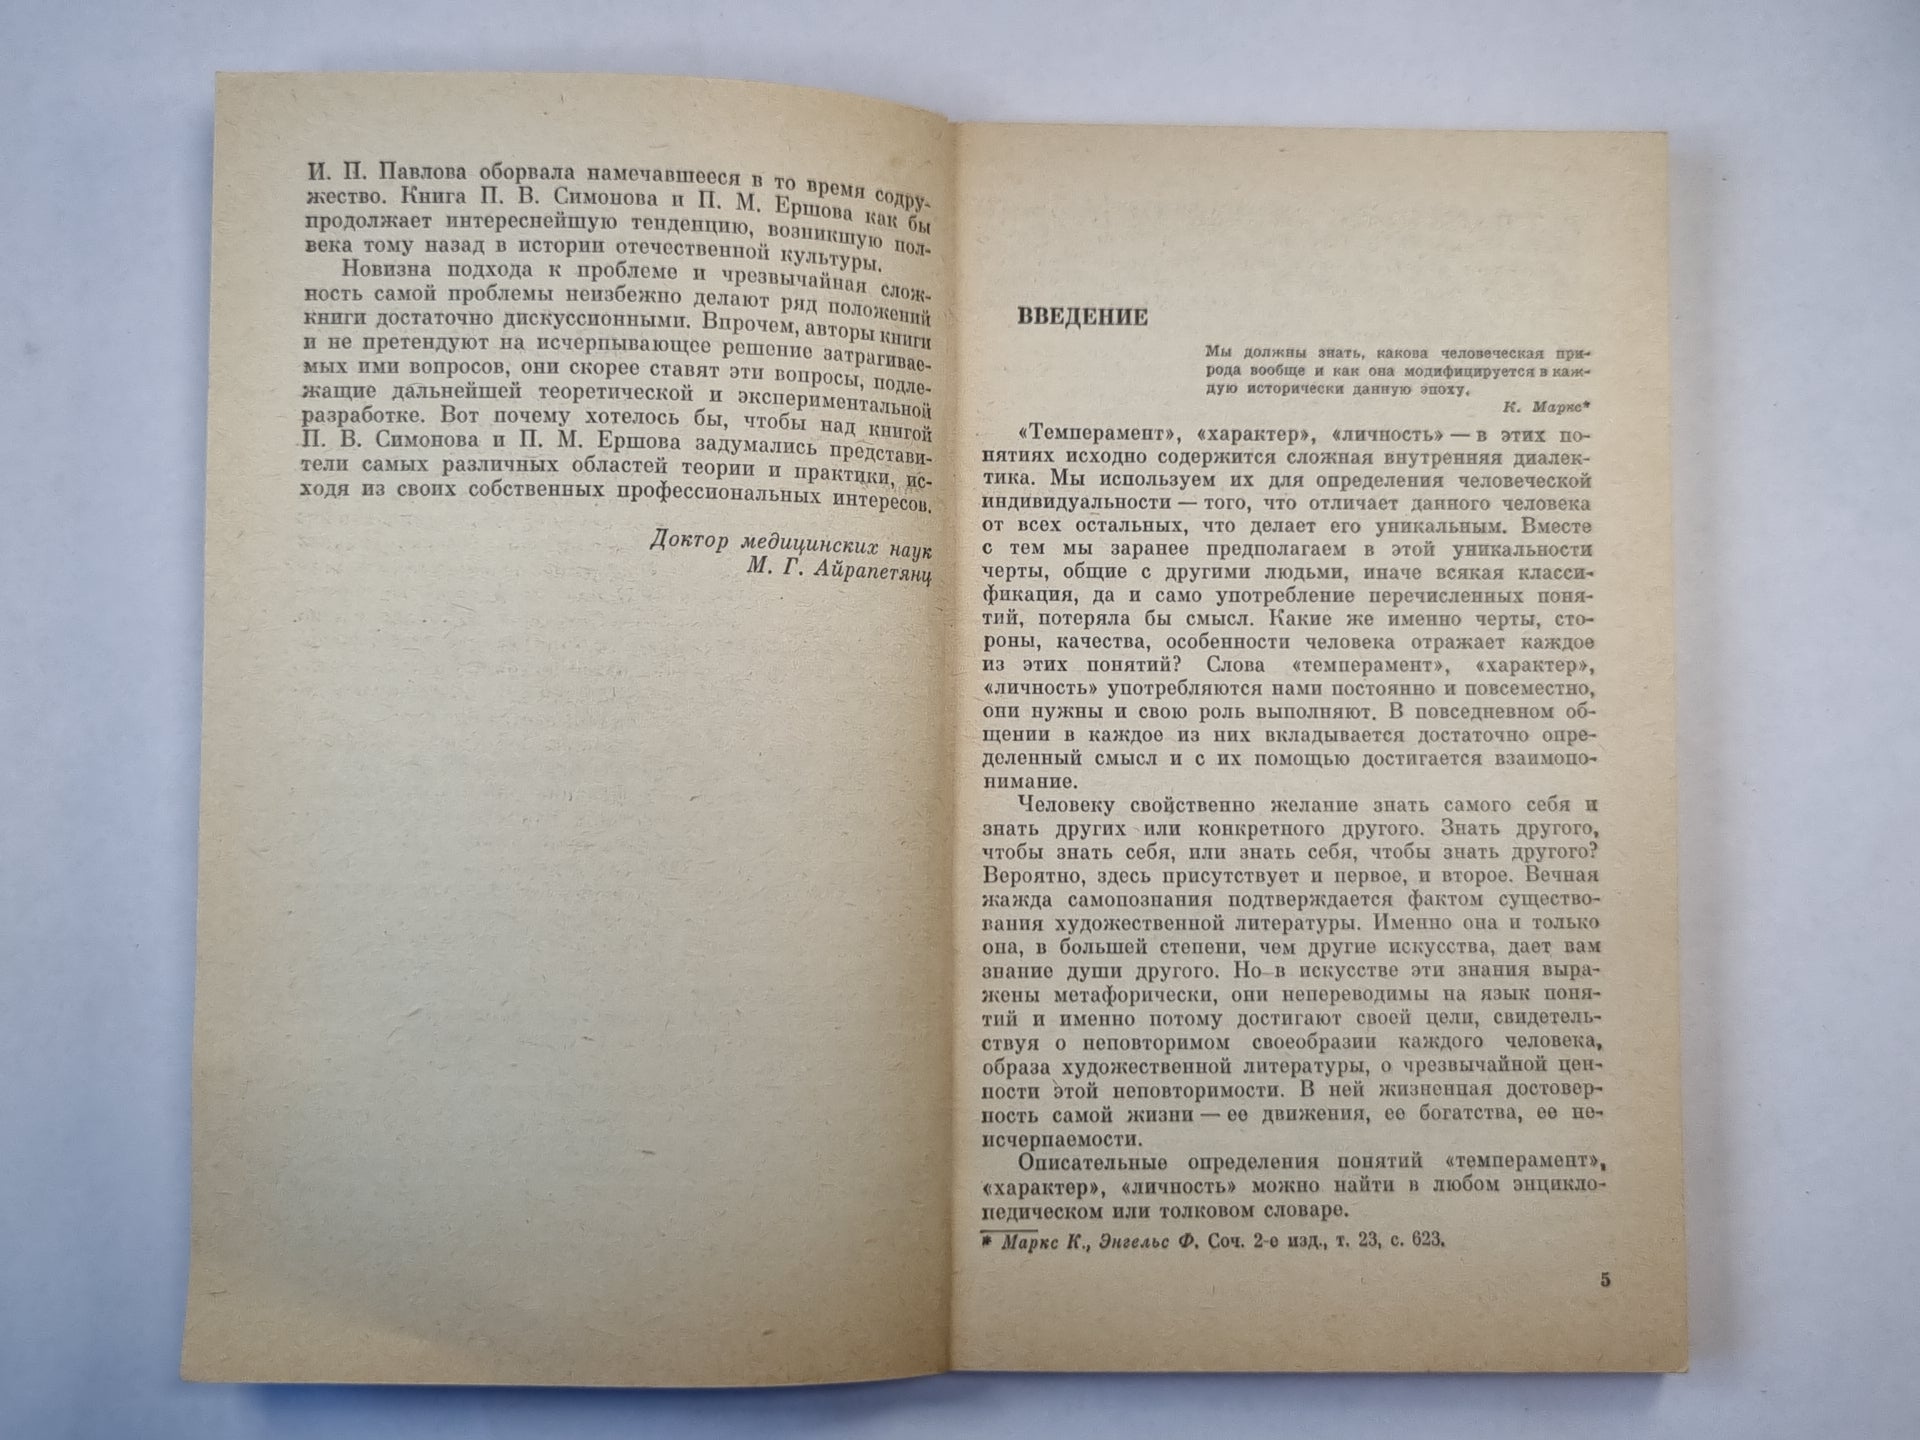 И. П. Павлова оборвала намечавшееся в то время содру-
жество. Книга П. В. Симонова и П. М. Ершова как бы
продолжает интереснейшую тенденцию, возникшую пол-
века тому назад в истории отечественной культуры.
Новизна подхода к проблеме и чрезвычайная слож-
ность самой проблемы неизбежно делают ряд положений
книги достаточно дискуссионными. Впрочем, авторы книги
и не претендуют на исчерпывающее решение затрагивае-
мых ими вопросов, они скорее ставят эти вопросы, подле-
жащие дальнейшей теоретической и экспериментальной
разработке. Вот почему хотелось бы, чтобы над книгой
П. В. Симонова и П. М. Ершова задумались представи-
тели самых различных областей теории и практики, ис-
ходя из своих собственных профессиональных интересов.
Доктор медицинских наук
М. Г. Айрапетянц
ВВЕДЕНИЕ
Мы должны знать, какова человеческая при-
рода вообще и как она модифицируется в каж-
дую исторически данную эпоху.
К. Маркс*
«Темперамент», «характер», «личность» — в этих по-
нятиях исходно содержится сложная внутренняя диалек-
тика. Мы используем их для определения человеческой
индивидуальности — того, что отличает данного человека
от всех остальных, что делает его уникальным. Вместе
с тем мы заранее предполагаем в этой уникальности
черты, общие с другими людьми, иначе всякая класси-
фикация, да и само употребление перечисленных поня-
тий, потеряла бы смысл. Какие же именно черты, сто-
роны, качества, особенности человека отражает каждое
из этих понятий? Слова «темперамент», «характер»,
«личность» употребляются нами постоянно и повсеместно,
они нужны и свою роль выполняют. В повседневном об-
щении в каждое из них вкладывается достаточно опре-
деленный смысл и с их помощью достигается взаимопо-
нимание.
Человеку свойственно желание знать самого себя и
знать других или конкретного другого. Знать другого,
чтобы знать себя, или знать себя, чтобы знать другого?
Вероятно, здесь присутствует и первое, и второе. Вечная
жажда самопознания подтверждается фактом существо-
вания художественной литературы. Именно она и только
она, в большей степени, чем другие искусства, дает вам
знание души другого. Но в искусстве эти знания выра-
жены метафорически, они непереводимы на язык поня-
тий и именно потому достигают своей цели, свидетель-
ствуя о неповторимом своеобразии каждого человека,
образа художественной литературы, о чрезвычайной цен-
ности этой неповторимости. В ней жизненная достовер-
ность самой жизни — ее движения, ее богатства, ее не-
исчерпаемости.
Описательные определения понятий «темперамент»,
«характер», «личность» можно найти в любом энцикло-
педическом или толковом словаре.
* Маркс К., Энгельс Ф. Соч. 2-е изд., т. 23, с. 623.
5